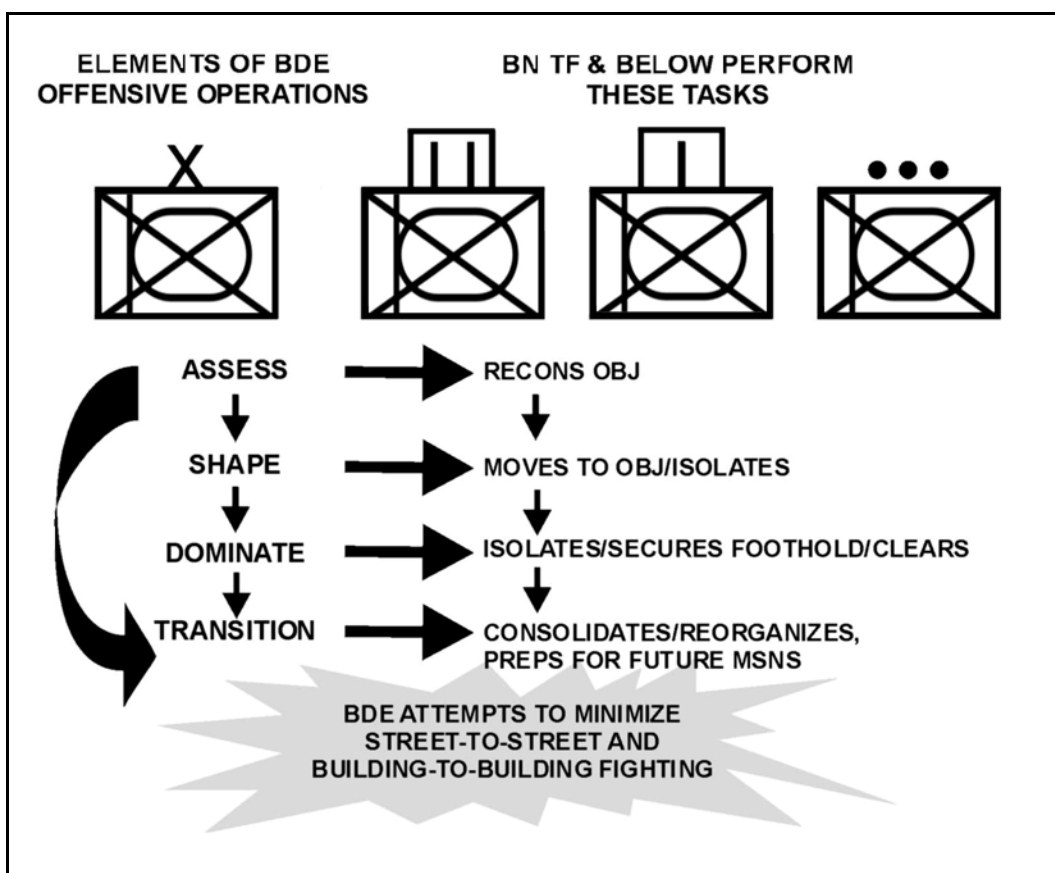 ELEMENTS OF BDE
OFFENSIVE OPERATIONS
BN TF & BELOW PERFORM
THESE TASKS
X
I I
I
•••
ASSESS
RECONS OBJ
SHAPE
MOVES TO OBJ/ISOLATES
DOMINATE
ISOLATES/SECURES FOOTHOLD/CLEARS
TRANSITION
CONSOLIDATES/REORGANIZES,
PREPS FOR FUTURE MSNS
BDE ATTEMPTS TO MINIMIZE
STREET-TO-STREET AND
BUILDING-TO-BUILDING FIGHTING